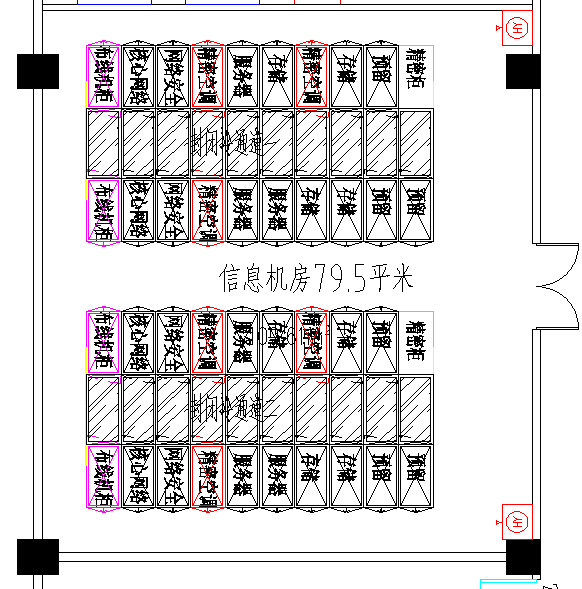 布线机柜 核心网络 网络安全 精密空调 服务器 存储 精密空调 存储 预留 精密柜
封闭冷通道一
布线机柜 核心网络 网络安全 精密空调 服务器 服务器 存储 存储 预留 预留
信息机房79.5平米
布线机柜 核心网络 网络安全 精密空调 服务器 存储 精密空调 存储 预留 精密柜
封闭冷通道二
布线机柜 核心网络 网络安全 精密空调 服务器 服务器 存储 存储 预留 预留